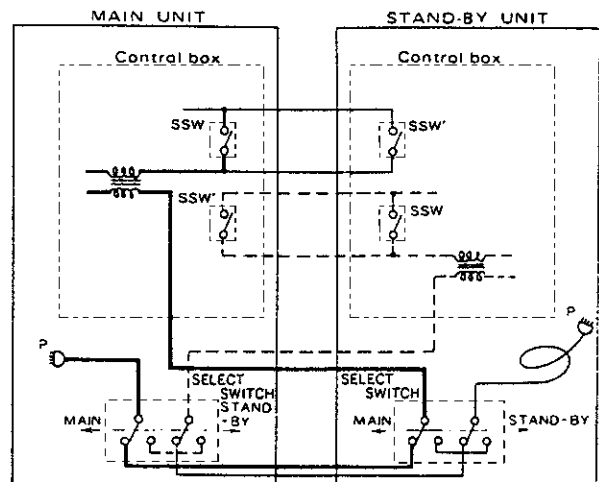 MAIN UNIT
STAND-BY UNIT
Control box
Control box
SSW
SSW'
SSW'
SSW
P
P
SELECT
SWITCH
STAND
-BY
MAIN
SELECT
SWITCH
MAIN
STAND-BY